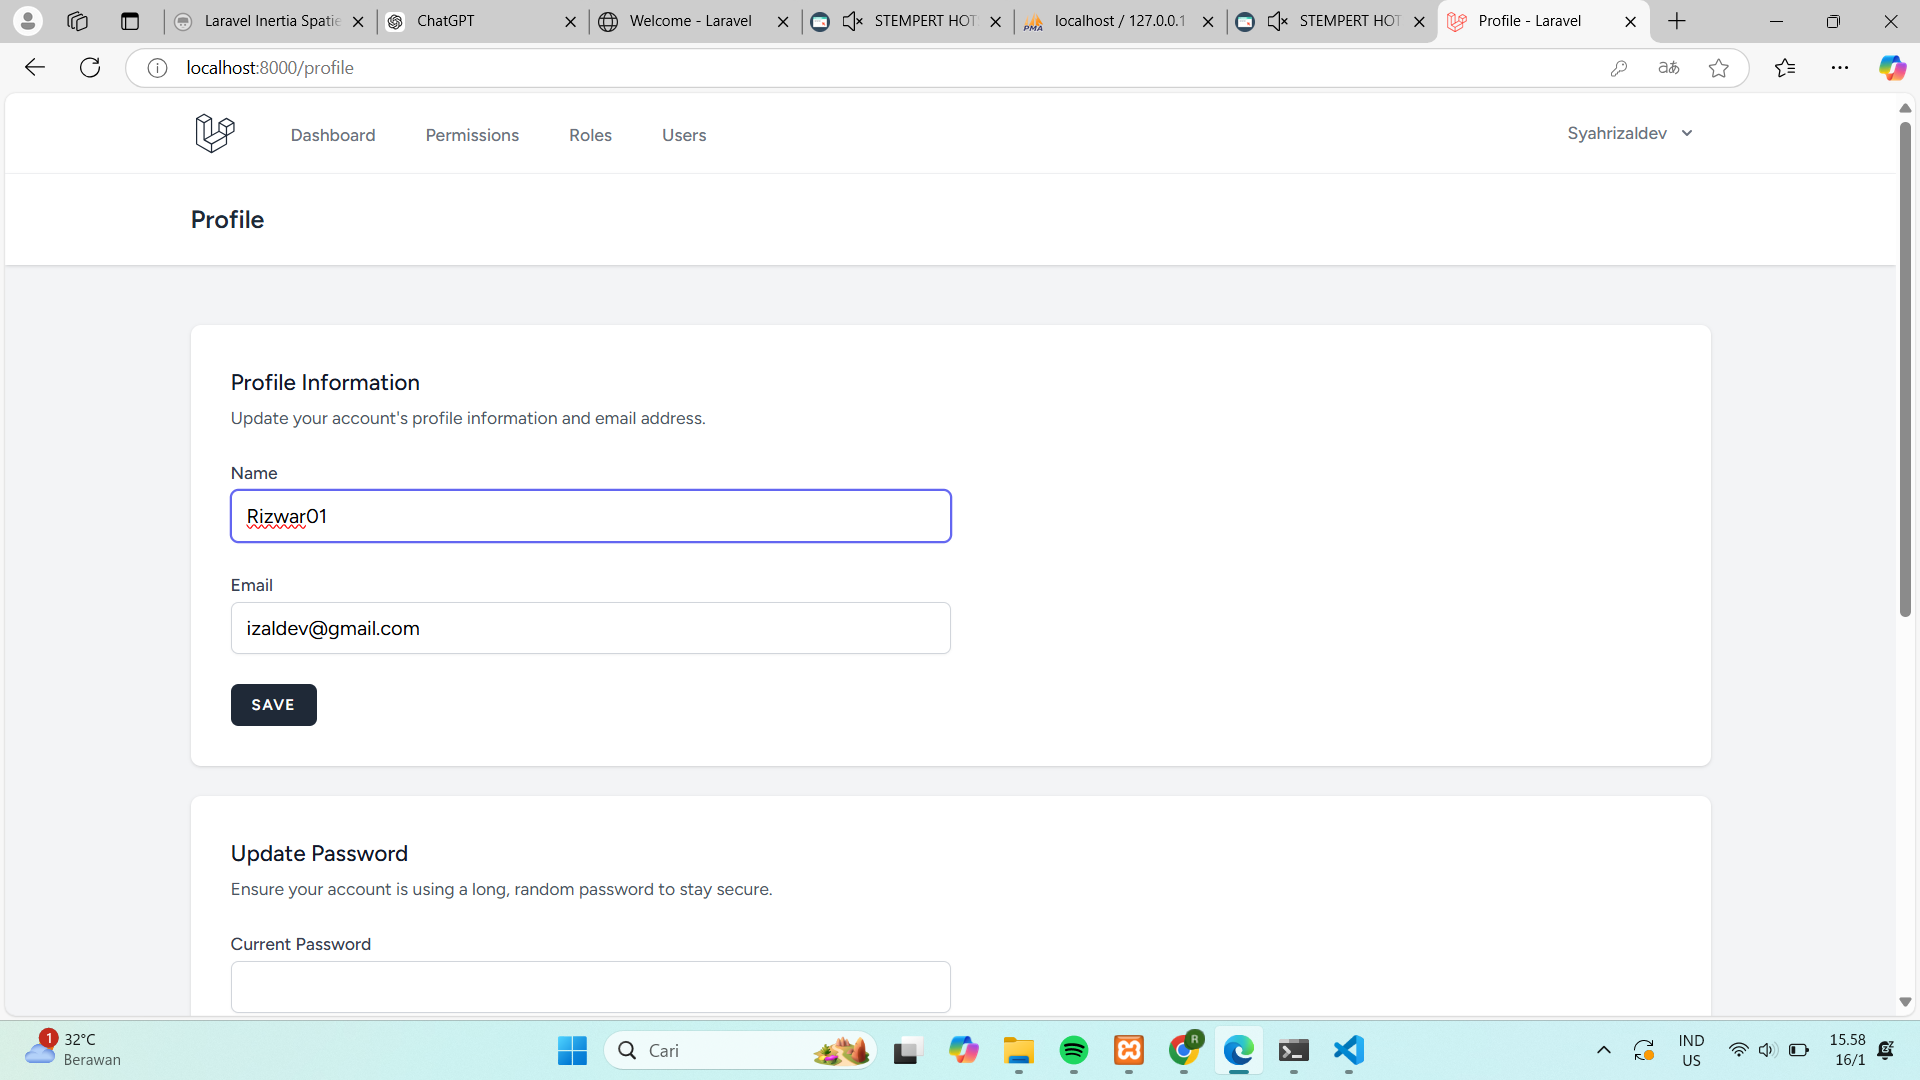 Laravel Inertia Spatie
ChatGPT
Welcome - Laravel
STEMPERT HOT
localhost / 127.0.0.1
STEMPERT HOT
Profile - Laravel
localhost:8000/profile
Dashboard
Permissions
Roles
Users
Syahrizaldev
Profile
Profile Information
Update your account's profile information and email address.
Name
Rizwar01
Email
izaldev@gmail.com
SAVE
Update Password
Ensure your account is using a long, random password to stay secure.
Current Password
1
32°C
Berawan
Cari
R
IND
US
15.58
16/1